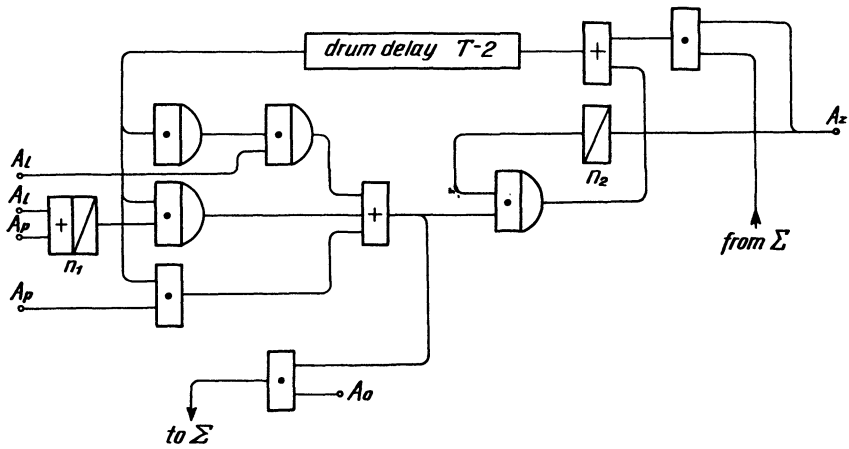 drum delay T-2
+
•
•
•
Az
Al
Al
+
Ap
n1
•
+
n2
•
from Σ
Ap
•
•
Ao
to Σ